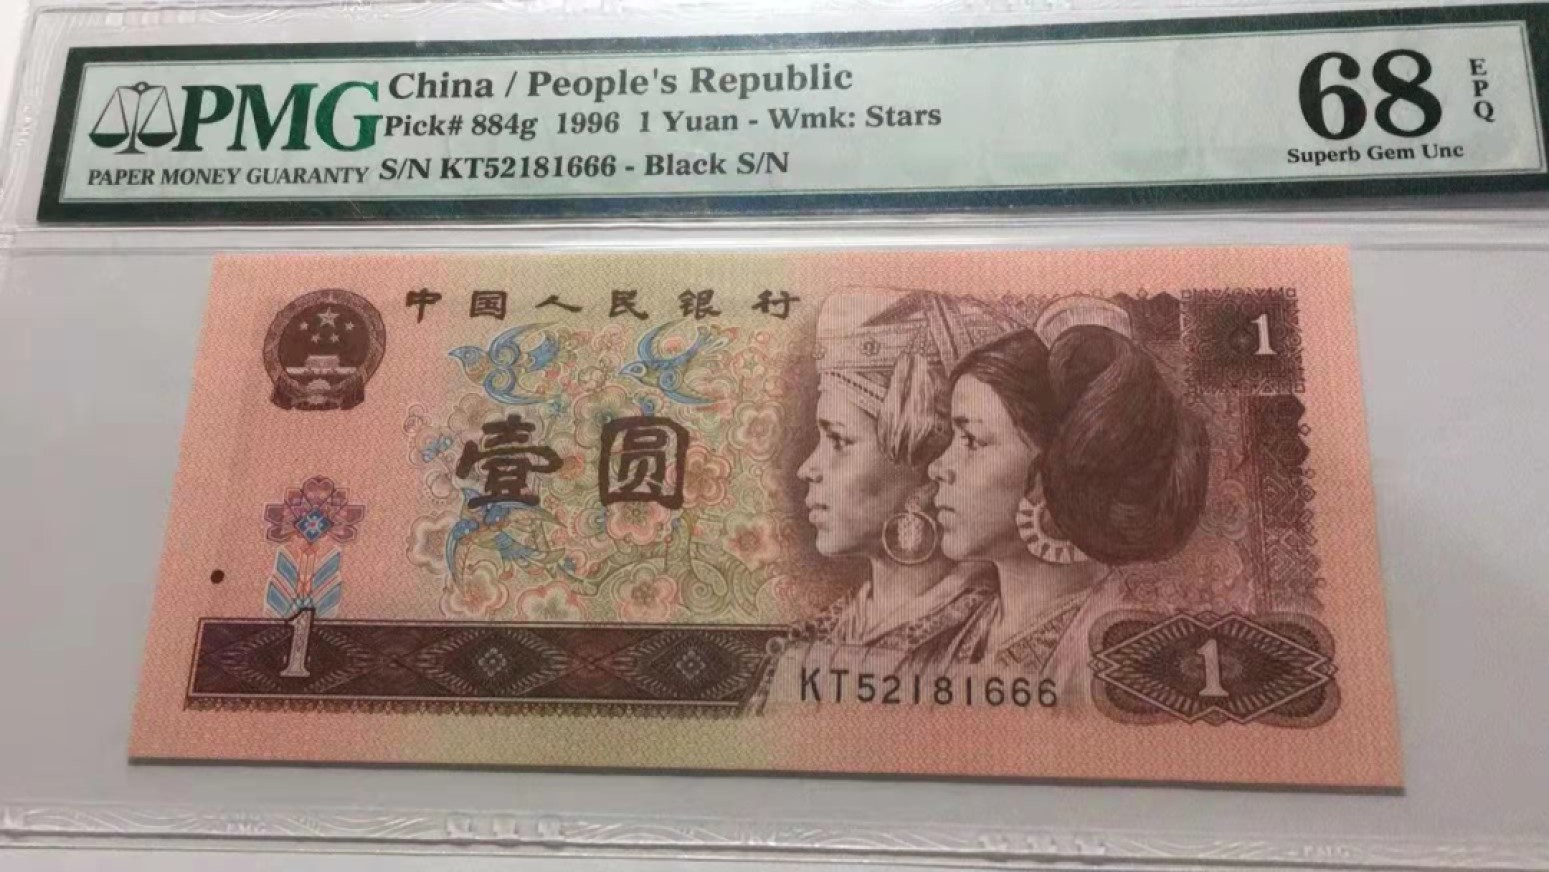 PMG
PAPER MONEY GUARANTY
China / People's Republic
Pick# 884g 1996 1 Yuan - Wmk: Stars
S/N KT52181666 - Black S/N
68
EPQ
Superb Gem Unc
中国人民银行
1
壹圆
1
KT52181666
1
PMG